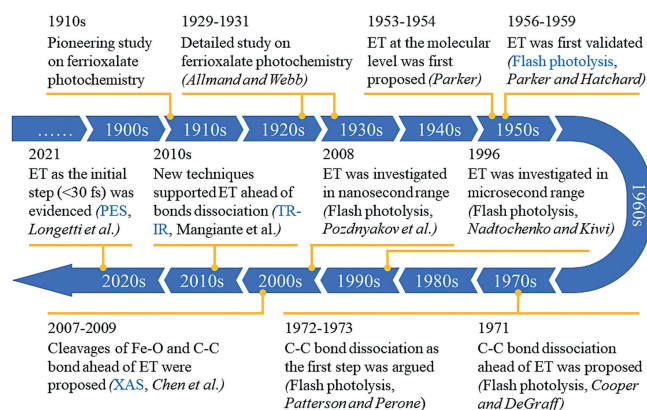 1910s
Pioneering study
on ferrioxalate
photochemistry
1929-1931
Detailed study on
ferrioxalate photochemistry
(Allmand and Webb)
1953-1954
ET at the molecular
level was first
proposed (Parker)
1956-1959
ET was first validated
(Flash photolysis,
Parker and Hatchard)
...... 1900s 1910s 1920s 1930s 1940s 1950s
1960s
2021
ET as the initial
step (<30 fs) was
evidenced (PES,
Longetti et al.)
2010s
New techniques
supported ET ahead of
bonds dissociation (TR-
IR, Mangiante et al.)
2008
ET was investigated
in nanosecond range
(Flash photolysis,
Pozdnyakov et al.)
1996
ET was investigated in
microsecond range
(Flash photolysis,
Nadtochenko and Kiwi)
2020s 2010s 2000s 1990s 1980s 1970s
2007-2009
Cleavages of Fe-O and C-C
bond ahead of ET were
proposed (XAS, Chen et al.)
1972-1973
C-C bond dissociation as
the first step was argued
(Flash photolysis,
Patterson and Perone)
1971
C-C bond dissociation
ahead of ET was proposed
(Flash photolysis, Cooper
and DeGraff)